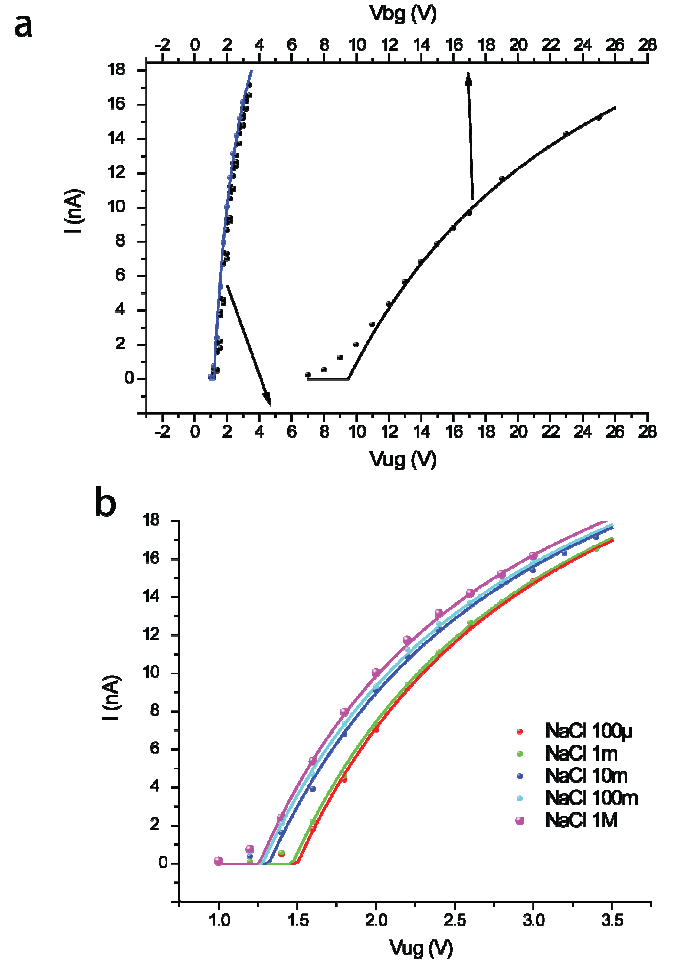 a
Vbg (V)
-2 0 2 4 6 8 10 12 14 16 18 20 22 24 26 28
18
16
14
12
10
8
6
4
2
0
I (nA)
-2 0 2 4 6 8 10 12 14 16 18 20 22 24 26 28
Vug (V)
b
18
16
14
12
10
8
6
4
2
0
I (nA)
NaCl 100µ
NaCl 1m
NaCl 10m
NaCl 100m
NaCl 1M
1.0 1.5 2.0 2.5 3.0 3.5
Vug (V)